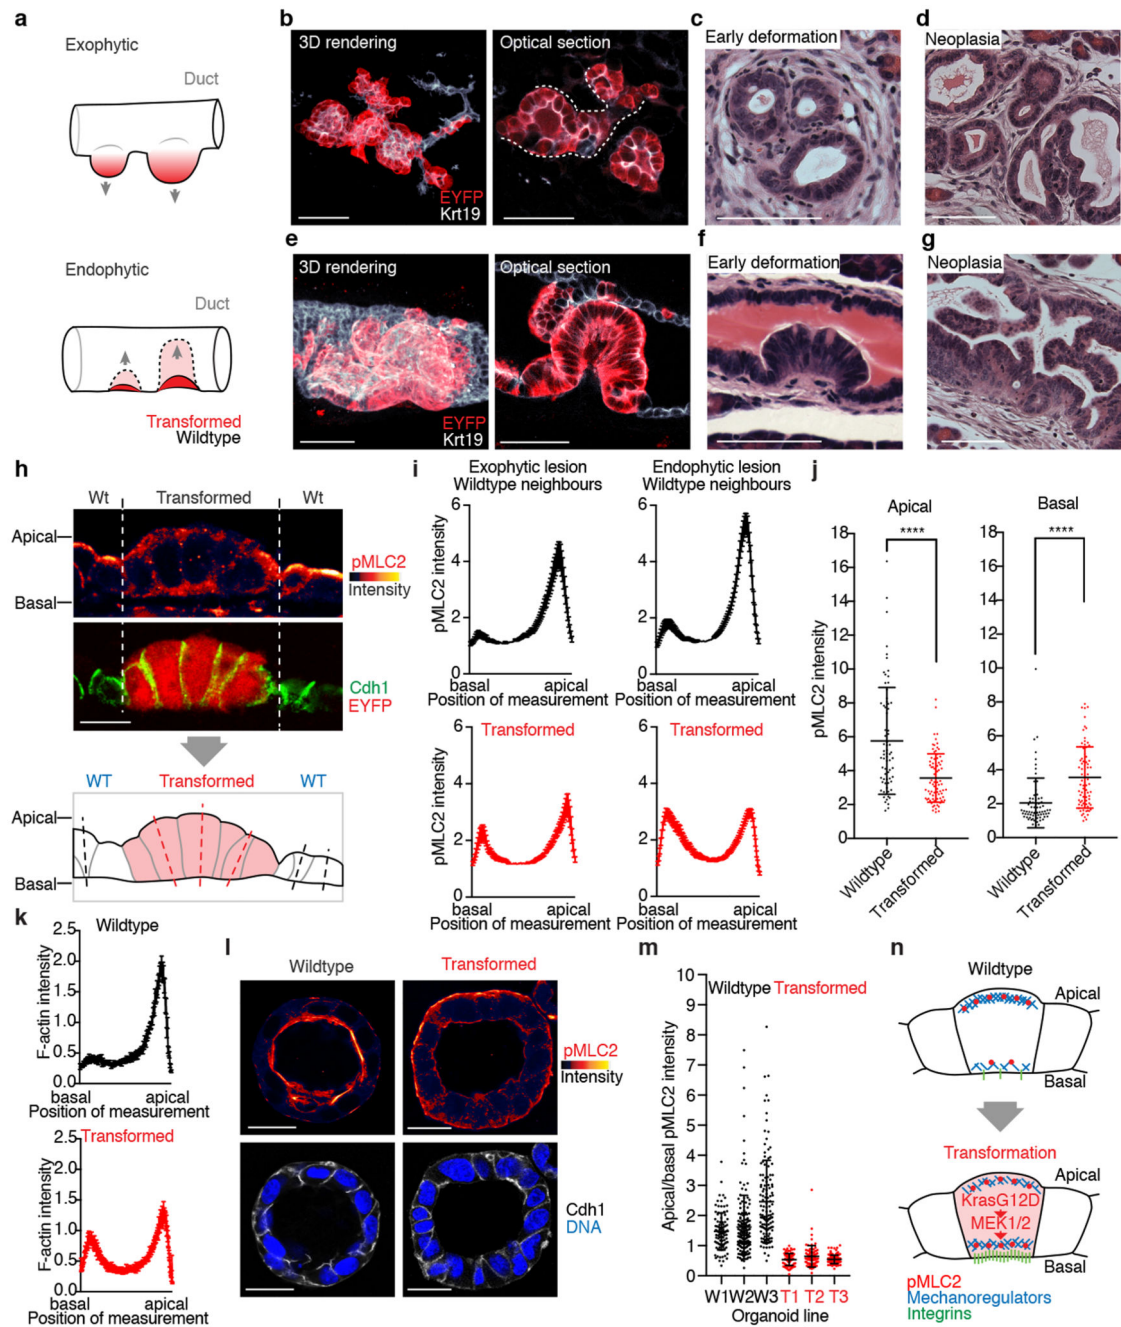 a
Exophytic
Duct
Endophytic
Duct
Transformed
Wildtype
b
3D rendering
Optical section
EYFP
Krt19
c
Early deformation
d
Neoplasia
e
3D rendering
Optical section
EYFP
Krt19
f
Early deformation
g
Neoplasia
h
Wt Transformed Wt
Apical
Basal
pMLC2
Intensity
Cdh1
EYFP
WT Transformed WT
Apical
Basal
i
Exophytic lesion
Wildtype neighbours
pMLC2 intensity
6
4
2
0
basal apical
Position of measurement
Endophytic lesion
Wildtype neighbours
6
4
2
0
basal apical
Position of measurement
Transformed
pMLC2 intensity
6
4
2
0
basal apical
Position of measurement
Transformed
6
4
2
0
basal apical
Position of measurement
j
Apical
****
pMLC2 intensity
18
16
14
12
10
8
6
4
2
0
Wildtype
Transformed
Basal
****
18
16
14
12
10
8
6
4
2
0
Wildtype
Transformed
k
Wildtype
F-actin intensity
2.5
2.0
1.5
1.0
0.5
0.0
basal apical
Position of measurement
Transformed
F-actin intensity
2.5
2.0
1.5
1.0
0.5
0.0
basal apical
Position of measurement
l
Wildtype Transformed
pMLC2
Intensity
Cdh1
DNA
m
Wildtype Transformed
Apical/basal pMLC2 intensity
10
9
8
7
6
5
4
3
2
1
0
W1 W2 W3 T1 T2 T3
Organoid line
n
Wildtype
Apical
Basal
Transformation
Apical
KrasG12D
MEK1/2
Basal
pMLC2
Mechanoregulators
Integrins